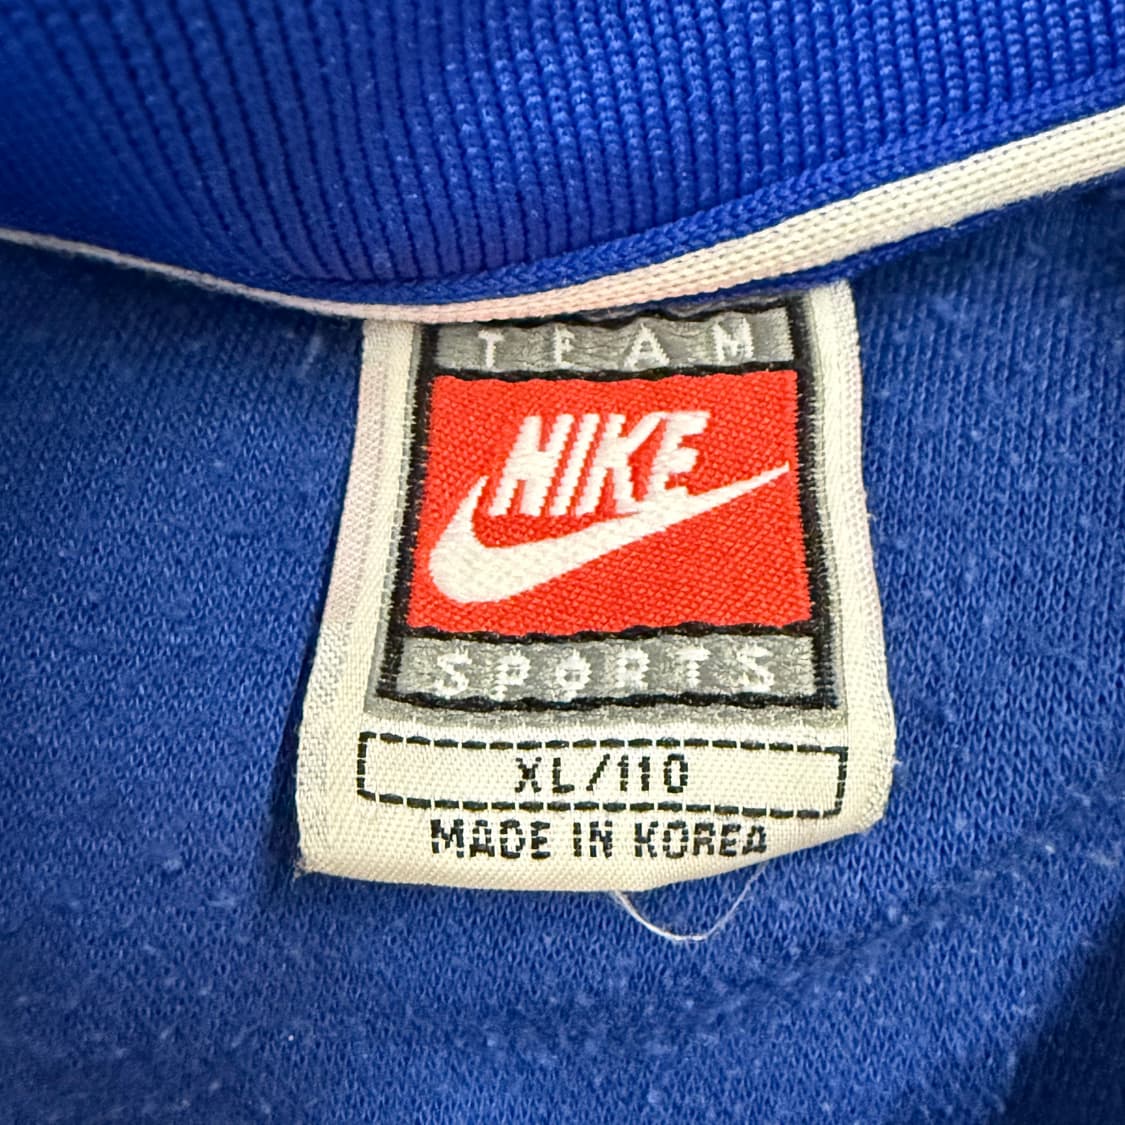 TEAM
NIKE
SPORTS
XL/110
MADE IN KOREA